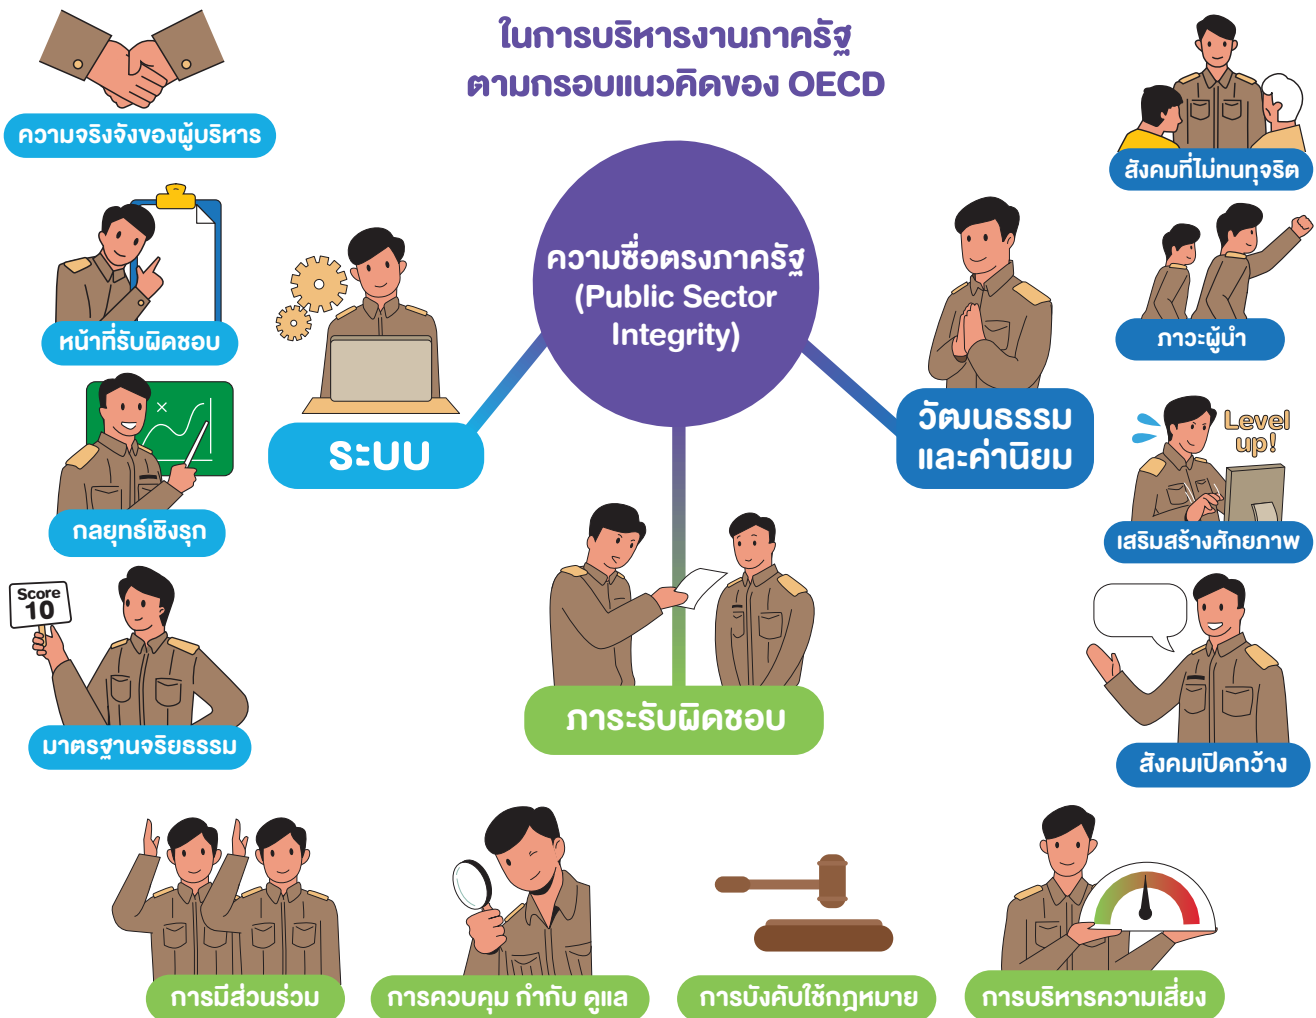 ในการบริหารงานภาครัฐ
ตามกรอบแนวคิดของ OECD
ความจริงจังของผู้บริหาร
หน้าที่รับผิดชอบ
กลยุทธ์เชิงรุก
Score
10
มาตรฐานจริยธรรม
ระบบ
ความซื่อตรงภาครัฐ
(Public Sector
Integrity)
วัฒนธรรม
และค่านิยม
ภาระรับผิดชอบ
สังคมที่ไม่ทนทุจริต
ภาวะผู้นำ
Level
up!
เสริมสร้างศักยภาพ
สังคมเปิดกว้าง
การมีส่วนร่วม
การควบคุม กำกับ ดูแล
การบังคับใช้กฎหมาย
การบริหารความเสี่ยง